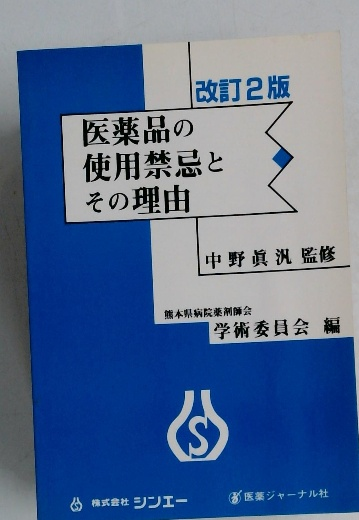 改訂2版
医薬品の
使用禁忌と
その理由
中野眞汎 監修
熊本県病院薬剤師会
学術委員会 編
S
株式会社 シンエー
医薬ジャーナル社